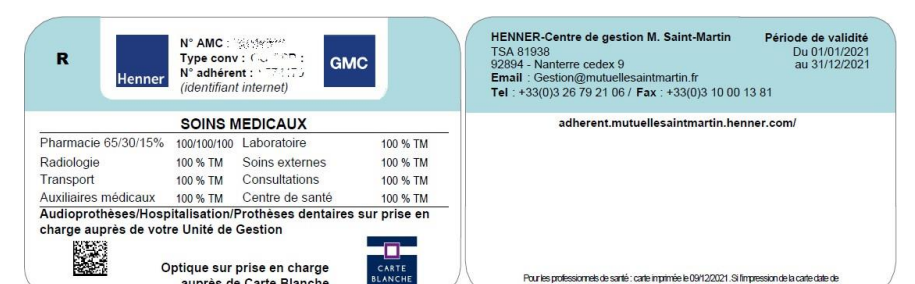 R
Henner
N° AMC :
Type conv :
N° adhérent :
(identifiant internet)
GMC
SOINS MEDICAUX
Pharmacie 65/30/15% 100/100/100 Laboratoire 100 % TM
Radiologie 100 % TM Soins externes 100 % TM
Transport 100 % TM Consultations 100 % TM
Auxiliaires médicaux 100 % TM Centre de santé 100 % TM
Audioprothèses/Hospitalisation/Prothèses dentaires sur prise en
charge auprès de votre Unité de Gestion
Optique sur prise en charge
auprès de Carte Blanche
CARTE
BLANCHE
HENNER-Centre de gestion M. Saint-Martin
TSA 81938
92894 - Nanterre cedex 9
Email : Gestion@mutuellesaintmartin.fr
Tel : +33(0)3 26 79 21 06 / Fax : +33(0)3 10 00 13 81
Période de validité
Du 01/01/2021
au 31/12/2021
adherent.mutuellesaintmartin.henner.com/
Pour les professionnels de santé : carte imprimée le 09/12/2021. Si l'impression de la carte date de